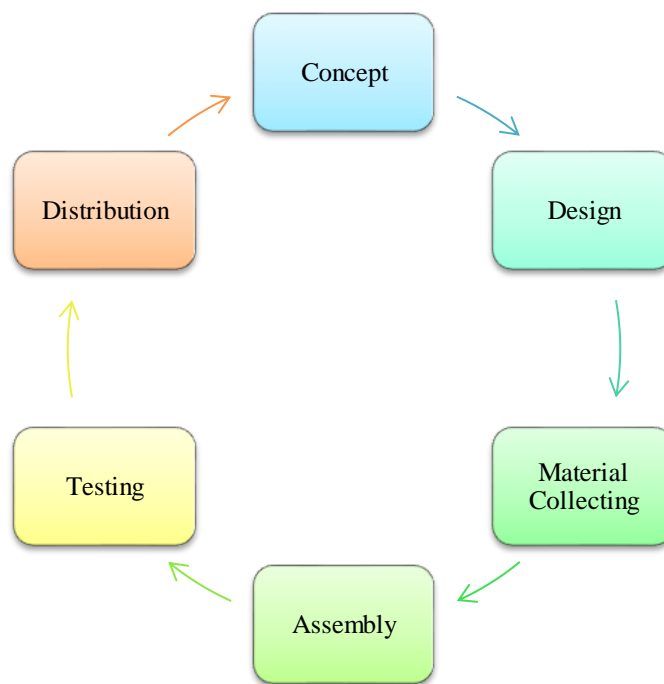 Concept
Design
Material
Collecting
Assembly
Testing
Distribution